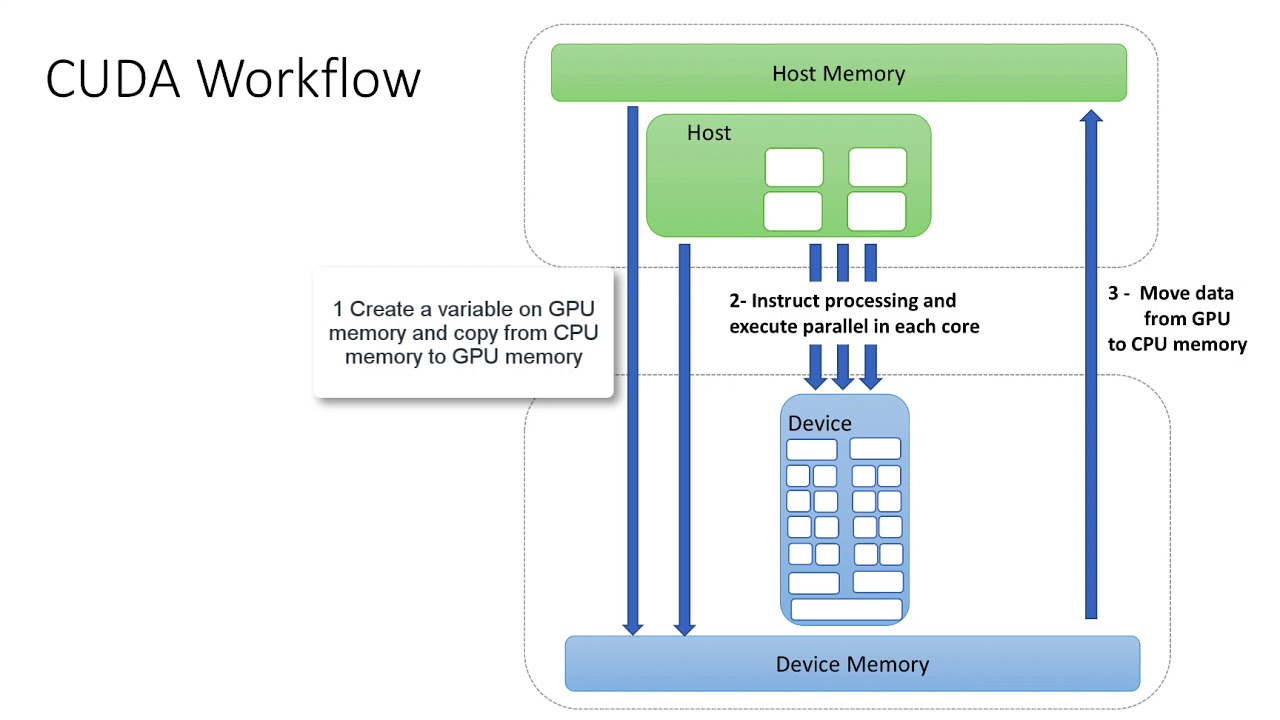 CUDA Workflow
Host Memory
Host
1 Create a variable on GPU
memory and copy from CPU
memory to GPU memory
2- Instruct processing and
execute parallel in each core
3 - Move data
from GPU
to CPU memory
Device
Device Memory